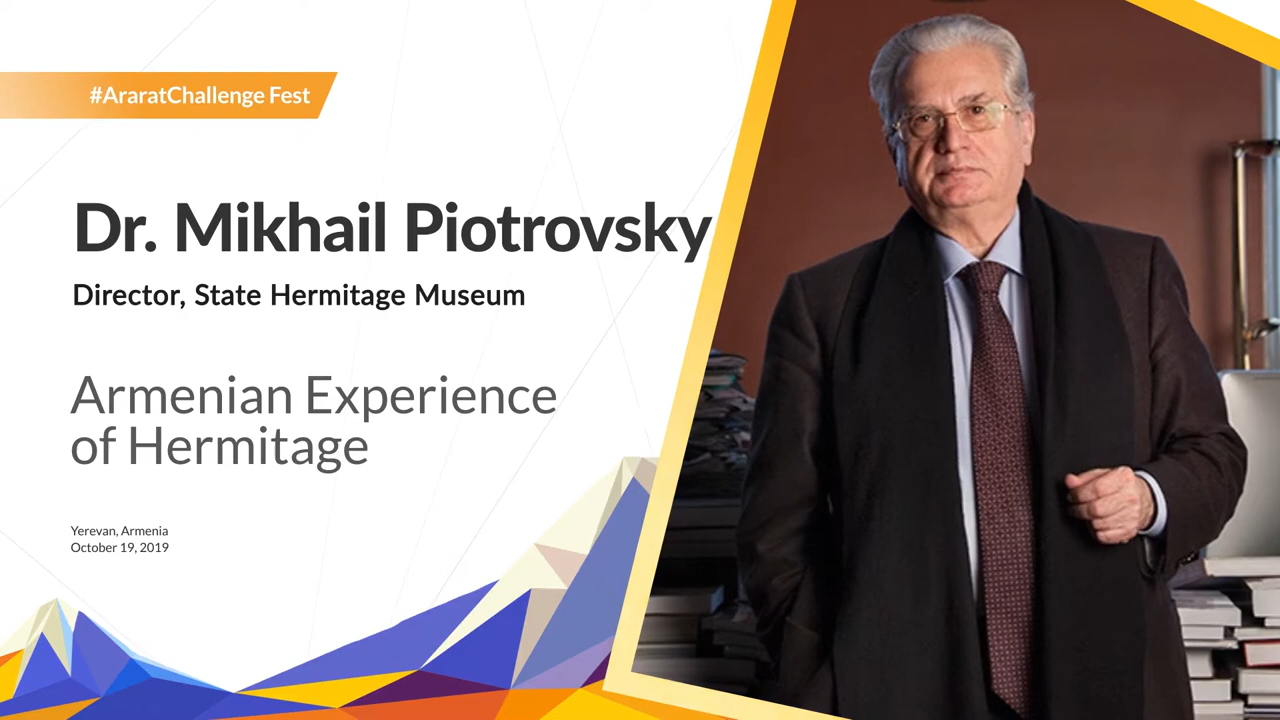 #AraratChallenge Fest
Dr. Mikhail Piotrovsky
Director, State Hermitage Museum
Armenian Experience
of Hermitage
Yerevan, Armenia
October 19, 2019